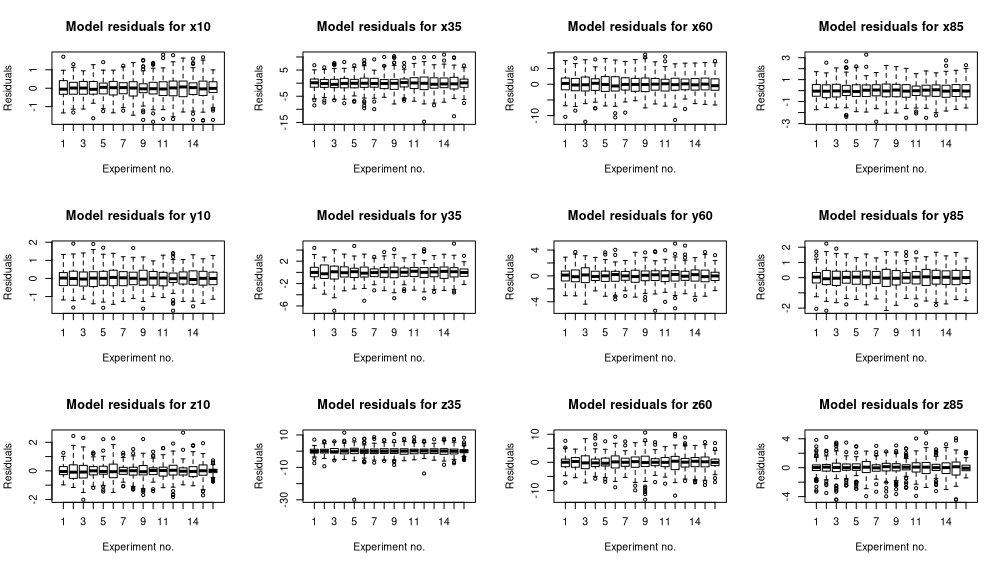 Model residuals for x10
Residuals
1
0
-1
1 3 5 7 9 11 14
Experiment no.
Model residuals for x35
Residuals
5
-5
-15
1 3 5 7 9 11 14
Experiment no.
Model residuals for x60
Residuals
5
0
-10
1 3 5 7 9 11 14
Experiment no.
Model residuals for x85
Residuals
3
1
-1
-3
1 3 5 7 9 11 14
Experiment no.
Model residuals for y10
Residuals
2
1
0
-1
1 3 5 7 9 11 14
Experiment no.
Model residuals for y35
Residuals
2
-2
-6
1 3 5 7 9 11 14
Experiment no.
Model residuals for y60
Residuals
4
0
-4
1 3 5 7 9 11 14
Experiment no.
Model residuals for y85
Residuals
2
1
0
-2
1 3 5 7 9 11 14
Experiment no.
Model residuals for z10
Residuals
2
0
-2
1 3 5 7 9 11 14
Experiment no.
Model residuals for z35
Residuals
10
-10
-30
1 3 5 7 9 11 14
Experiment no.
Model residuals for z60
Residuals
10
5
0
-10
1 3 5 7 9 11 14
Experiment no.
Model residuals for z85
Residuals
4
0
-4
1 3 5 7 9 11 14
Experiment no.